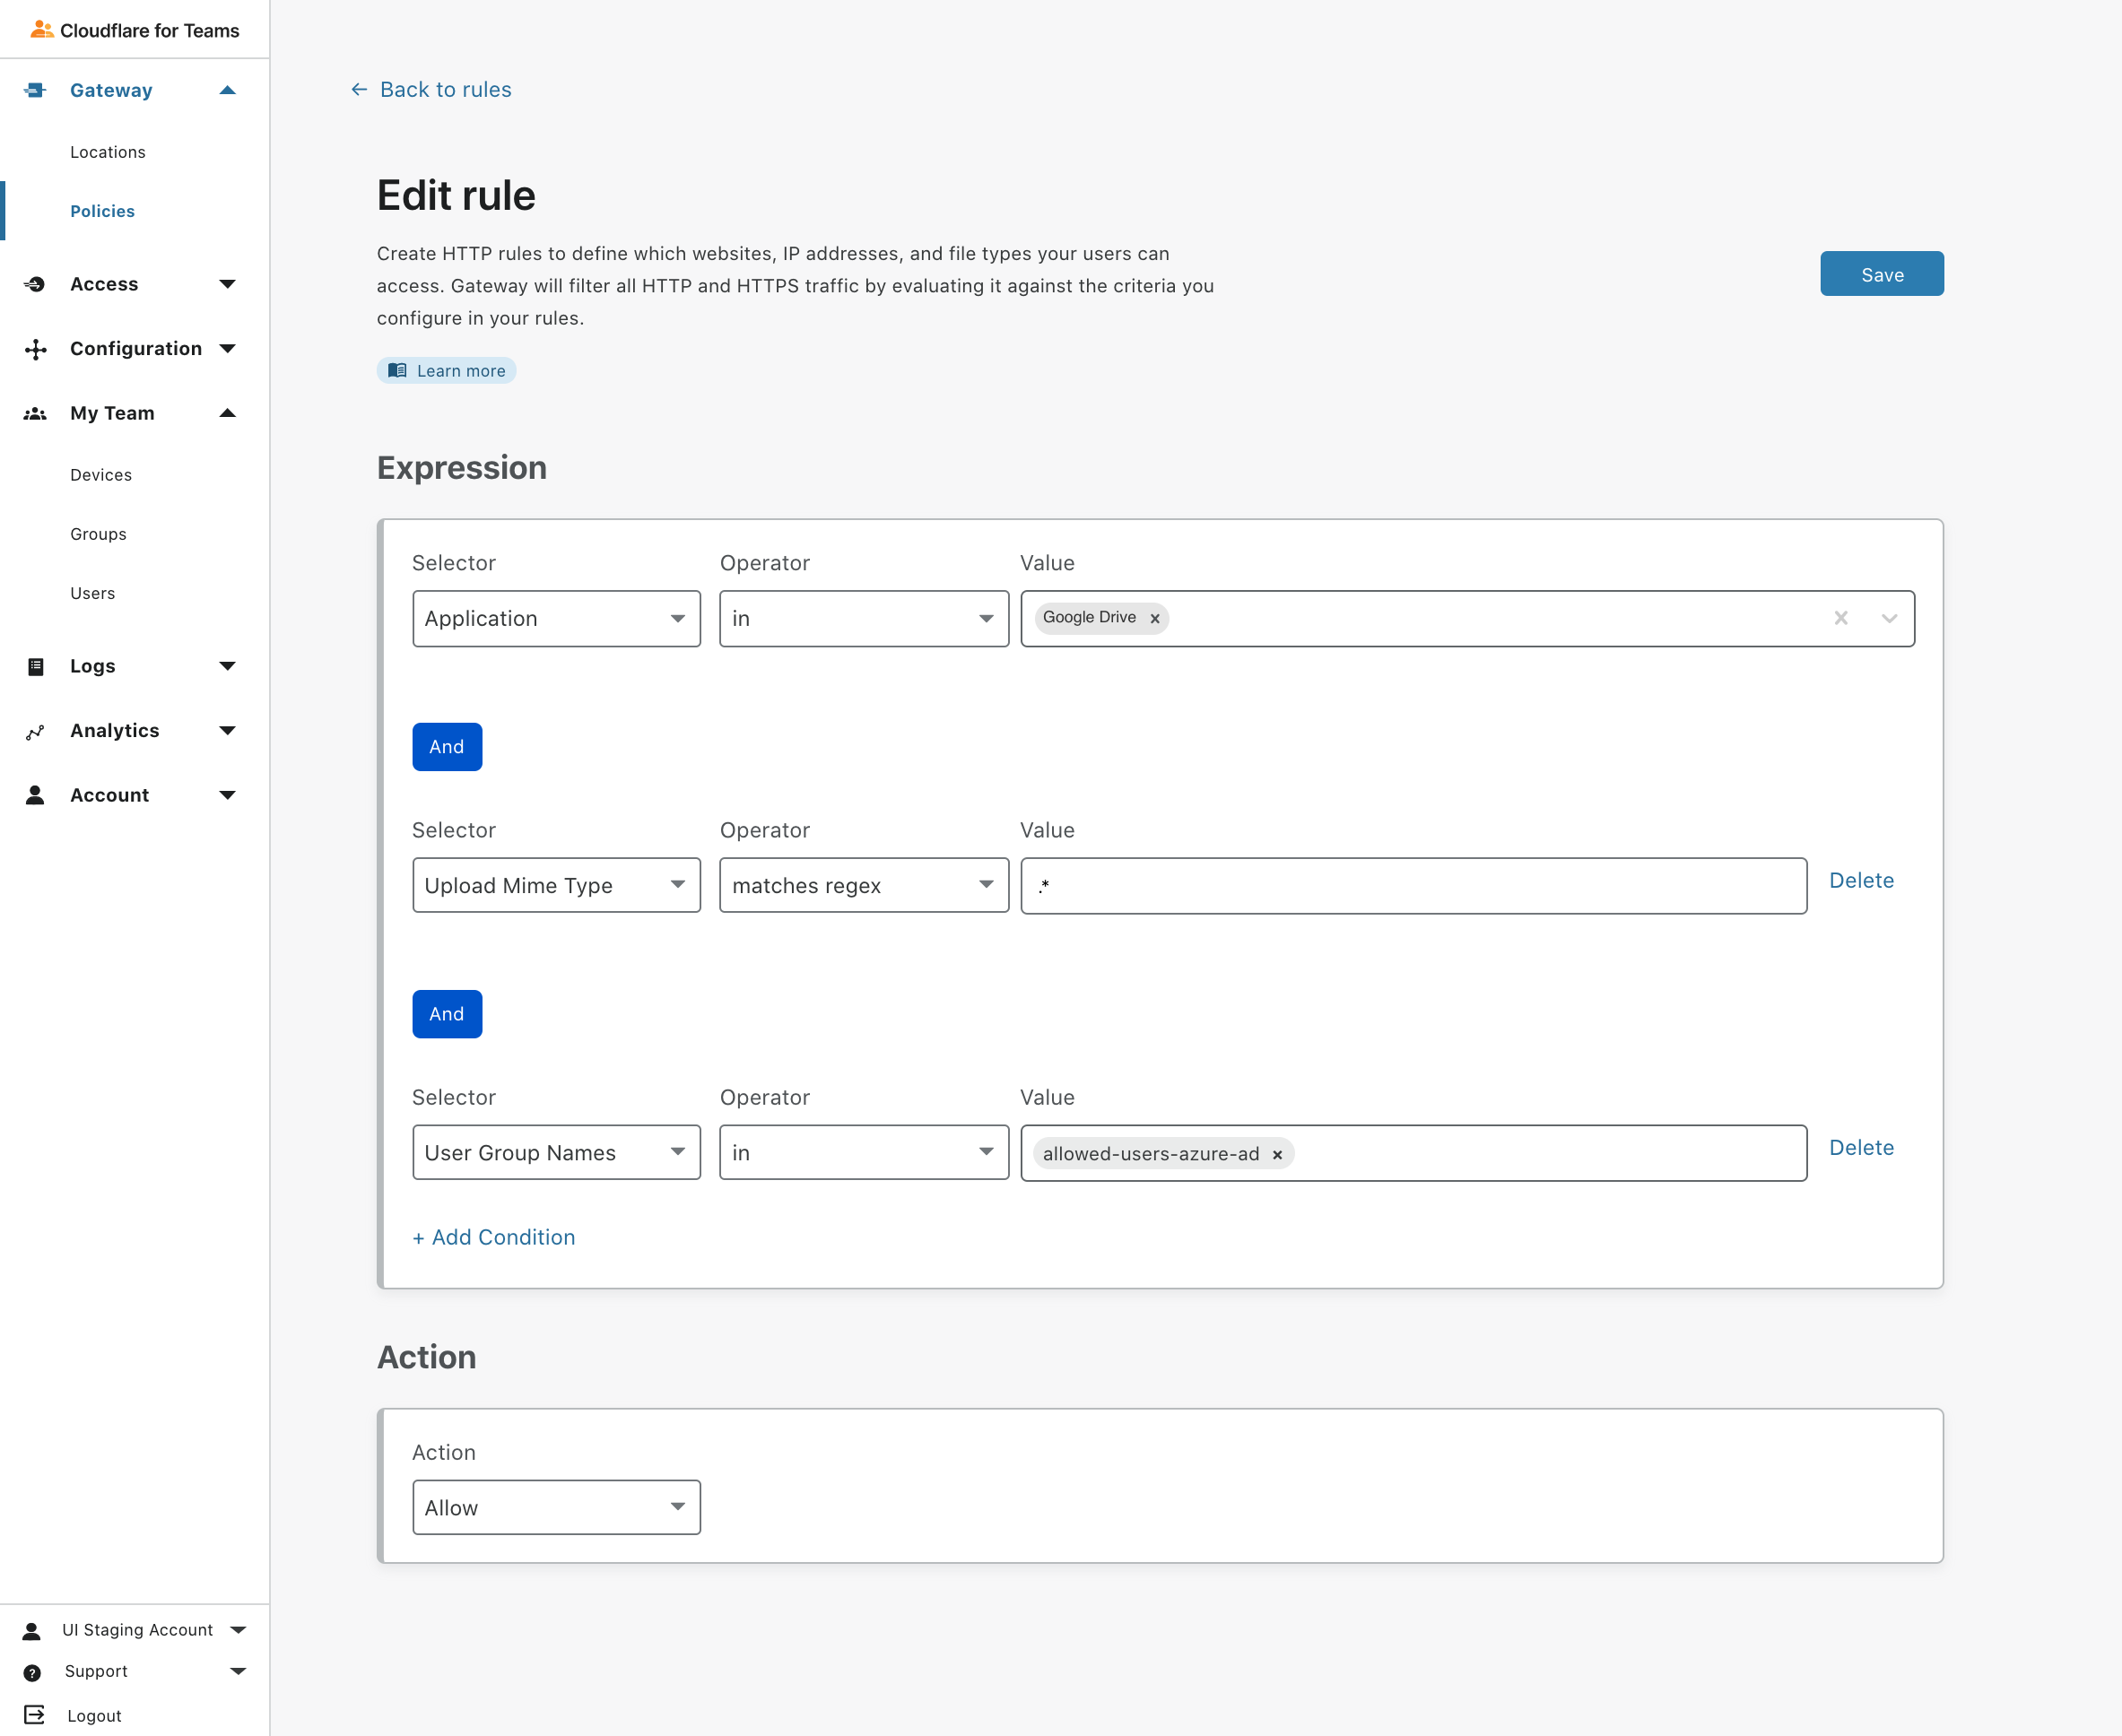 Cloudflare for Teams
Gateway
Locations
Policies
Access
Configuration
My Team
Devices
Groups
Users
Logs
Analytics
Account
UI Staging Account
Support
Logout
← Back to rules
Edit rule
Create HTTP rules to define which websites, IP addresses, and file types your users can
access. Gateway will filter all HTTP and HTTPS traffic by evaluating it against the criteria you
configure in your rules.
Save
Learn more
Expression
Selector Operator Value
Application in Google Drive ×
And
Selector Operator Value
Upload Mime Type matches regex .* Delete
And
Selector Operator Value
User Group Names in allowed-users-azure-ad × Delete
+ Add Condition
Action
Action
Allow